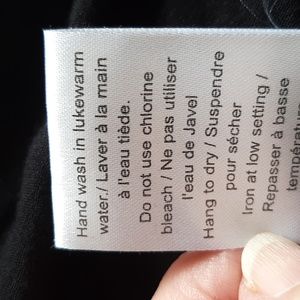 Hand wash in lukewarm
water./ Laver à la main
à l'eau tiède.
Do not use chlorine
bleach / Ne pas utiliser
l'eau de Javel
Hang to dry / Suspendre
pour sécher
Iron at low setting /
Repasser à basse
température